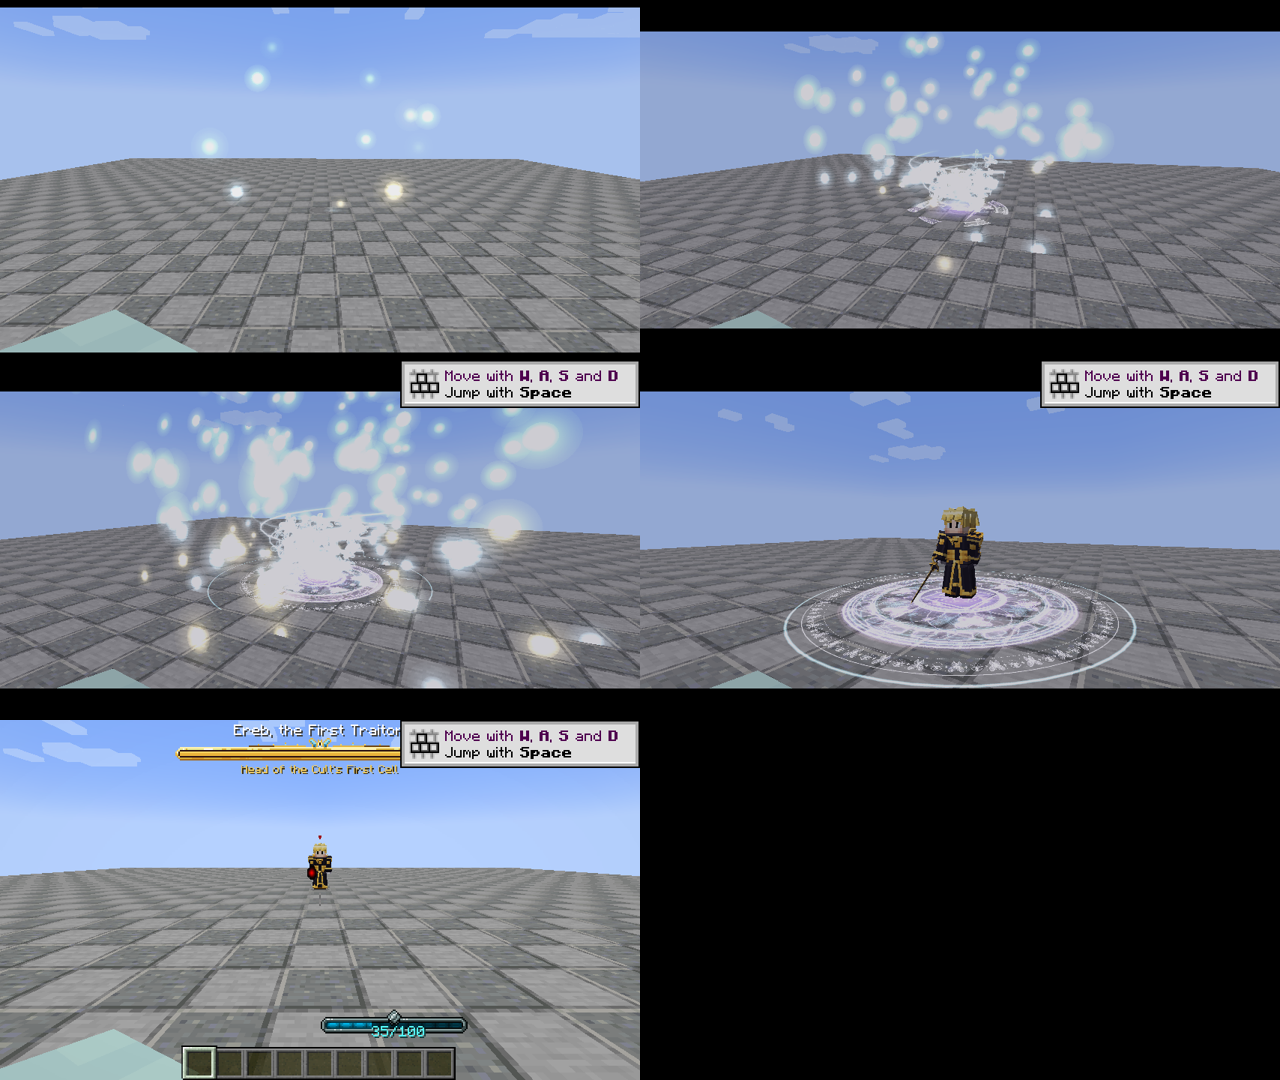 Move with W, A, S and D
Jump with Space
Move with W, A, S and D
Jump with Space
Ereb, the First Traitor
Head of the Cult's First Cell
Move with W, A, S and D
Jump with Space
35/100